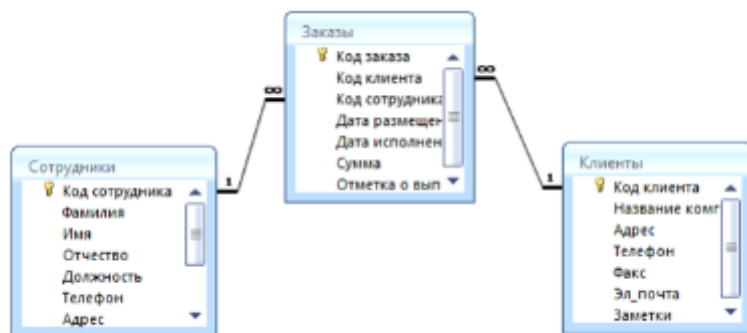 Заказы
Код заказа
Код клиента
Код сотрудника
Дата размещен
Дата исполнен
Сумма
Отметка о вып
∞
∞
1
1
Сотрудники
Код сотрудника
Фамилия
Имя
Отчество
Должность
Телефон
Адрес
Клиенты
Код клиента
Название комп
Адрес
Телефон
Факс
Эл_почта
Заметки